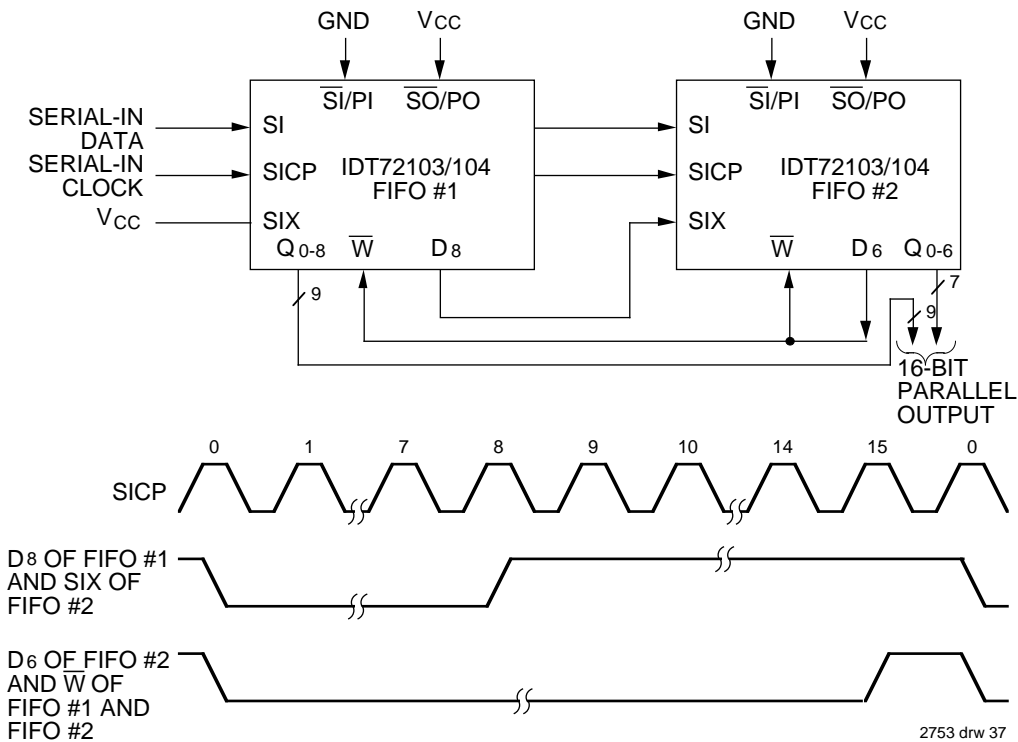 GND VCC GND VCC
SI/PI SO/PO SI/PI SO/PO
SERIAL-IN
DATA
SI SI
SERIAL-IN
CLOCK
SICP IDT72103/104
FIFO #1
SICP IDT72103/104
FIFO #2
VCC SIX SIX
Q0-8 W D8 W D6 Q0-6
9 7
9
16-BIT
PARALLEL
OUTPUT
0 1 7 8 9 10 14 15 0
SICP
D8 OF FIFO #1
AND SIX OF
FIFO #2
D6 OF FIFO #2
AND W OF
FIFO #1 AND
FIFO #2
2753 drw 37